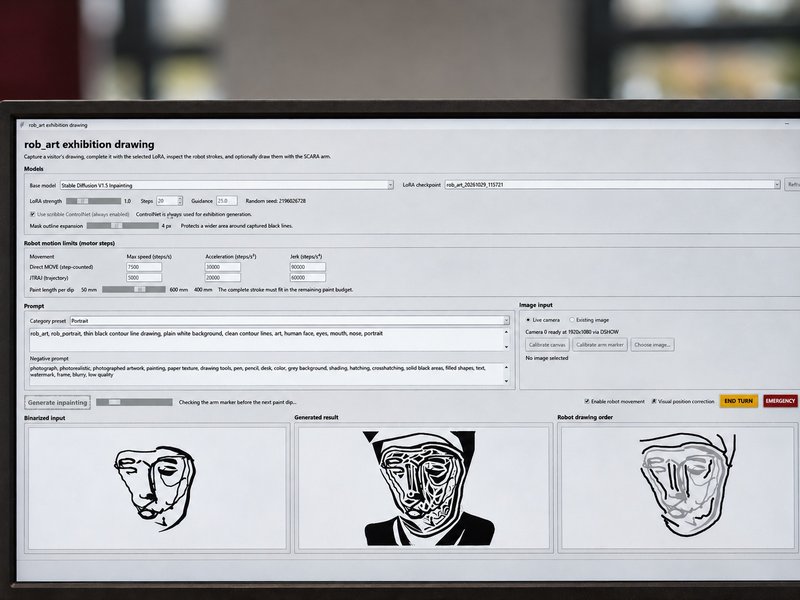 rob_art exhibition drawing
rob_art exhibition drawing
Capture a visitor's drawing, complete it with the selected LoRA, inspect the robot strokes, and optionally draw them with the SCARA arm.
Models
Base model Stable Diffusion V1.5 Inpainting LoRA checkpoint rob_art_20261029_115721
LoRA strength 1.0 Steps 20 Guidance 25.0 Random seed: 2196026728
Use scribble ControlNet (always enabled) ControlNet is always used for exhibition generation.
Mask outline expansion 4 px Protects a wider area around captured black lines.
Robot motion limits (motor steps)
Movement Max speed (steps/s) Acceleration (steps/s²) Jerk (steps/s³)
Direct MOVE (step-counted) 7500 30000 90000
JTRAJ (trajectory) 5000 20000 60000
Paint length per dip 50 mm 600 mm 400 mm The complete stroke must fit in the remaining paint budget.
Prompt Image input
Category preset Portrait Live camera Existing image
rob_art, rob_portrait, thin black contour line drawing, plain white background, clean contour lines, art, human face, eyes, mouth, nose, portrait
Camera 0 ready at 1920x1080 via DSHOW
Calibrate canvas Calibrate arm marker Choose image...
No image selected
Negative prompt
photograph, photorealistic, photographed artwork, painting, paper texture, drawing tools, pen, pencil, desk, color, grey background, shading, hatching, crosshatching, solid black areas, filled shapes, text,
watermark, frame, blurry, low quality
Generate inpainting Checking the arm marker before the next paint dip... Enable robot movement Visual position correction END TURN EMERGENCY
Binarized input Generated result Robot drawing order